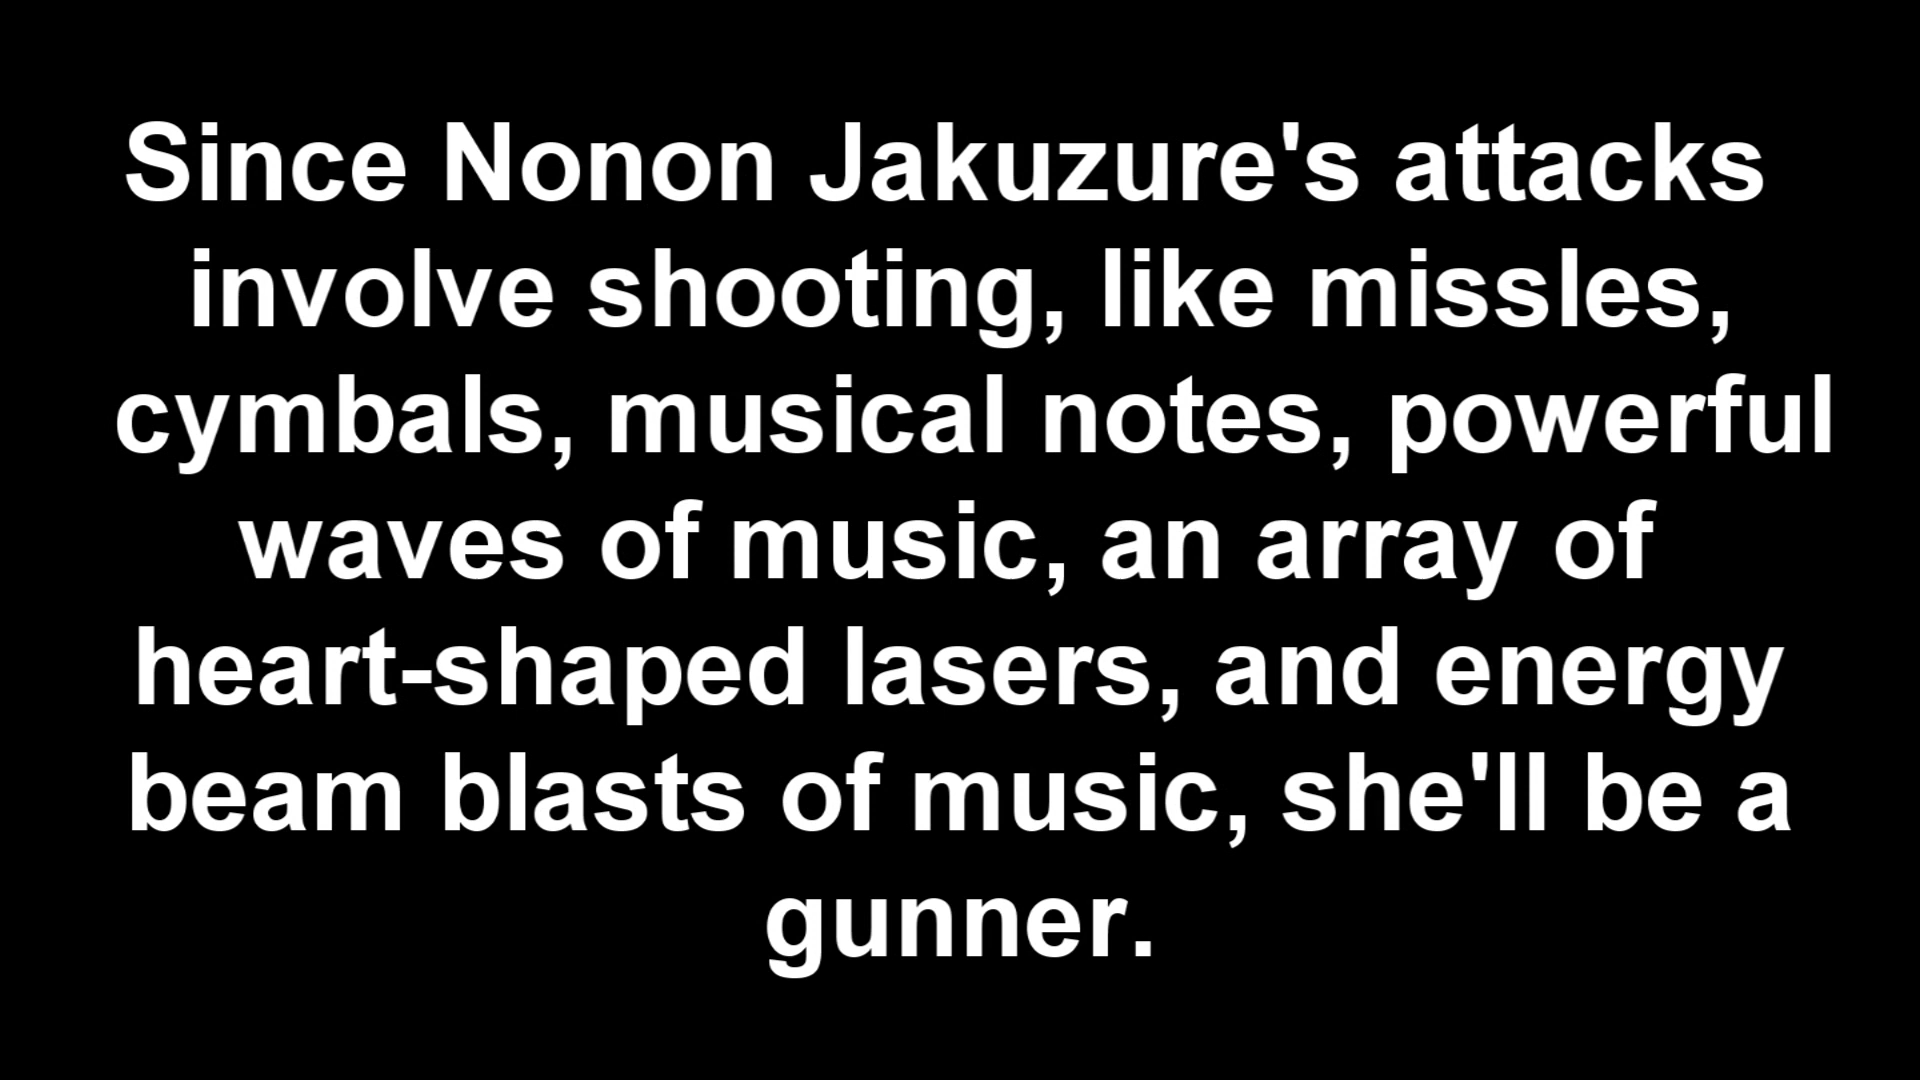 Since Nonon Jakuzure's attacks
involve shooting, like missles,
cymbals, musical notes, powerful
waves of music, an array of
heart-shaped lasers, and energy
beam blasts of music, she'll be a
gunner.